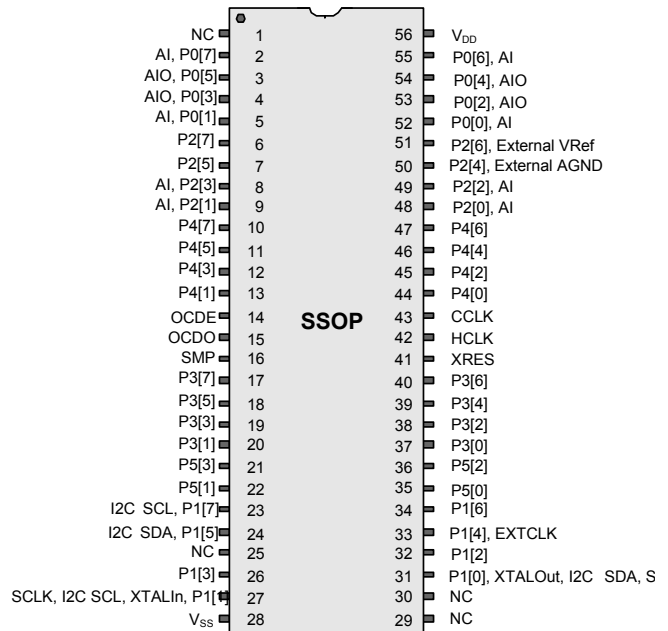 NC 1 56 VDD
AI, P0[7] 2 55 P0[6], AI
AIO, P0[5] 3 54 P0[4], AIO
AIO, P0[3] 4 53 P0[2], AIO
AI, P0[1] 5 52 P0[0], AI
P2[7] 6 51 P2[6], External VRef
P2[5] 7 50 P2[4], External AGND
AI, P2[3] 8 49 P2[2], AI
AI, P2[1] 9 48 P2[0], AI
P4[7] 10 47 P4[6]
P4[5] 11 46 P4[4]
P4[3] 12 45 P4[2]
P4[1] 13 44 P4[0]
OCDE 14 SSOP 43 CCLK
OCDO 15 42 HCLK
SMP 16 41 XRES
P3[7] 17 40 P3[6]
P3[5] 18 39 P3[4]
P3[3] 19 38 P3[2]
P3[1] 20 37 P3[0]
P5[3] 21 36 P5[2]
P5[1] 22 35 P5[0]
I2C SCL, P1[7] 23 34 P1[6]
I2C SDA, P1[5] 24 33 P1[4], EXTCLK
NC 25 32 P1[2]
P1[3] 26 31 P1[0], XTALOut, I2C SDA, S
SCLK, I2C SCL, XTALIn, P1[1] 27 30 NC
VSS 28 29 NC